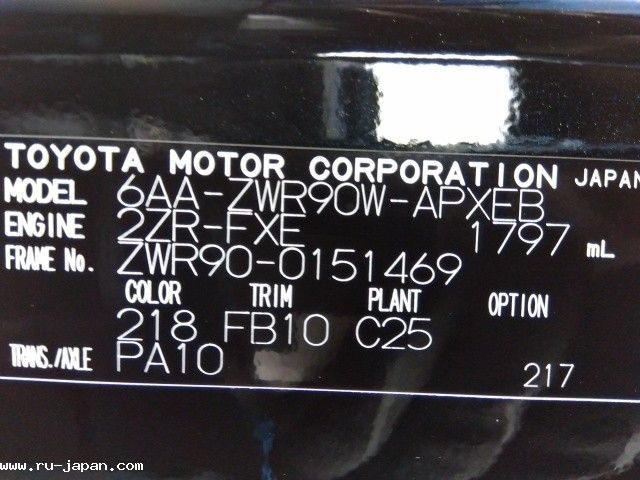 TOYOTA MOTOR CORPORATION JAPAN
MODEL 6AA-ZWR90W-APXEB
ENGINE 2ZR-FXE 1797 mL
FRAME No. ZWR90-0151469
COLOR TRIM PLANT OPTION
218 FB10 C25
TRANS./AXLE PA10
217
www.ru-japan.com